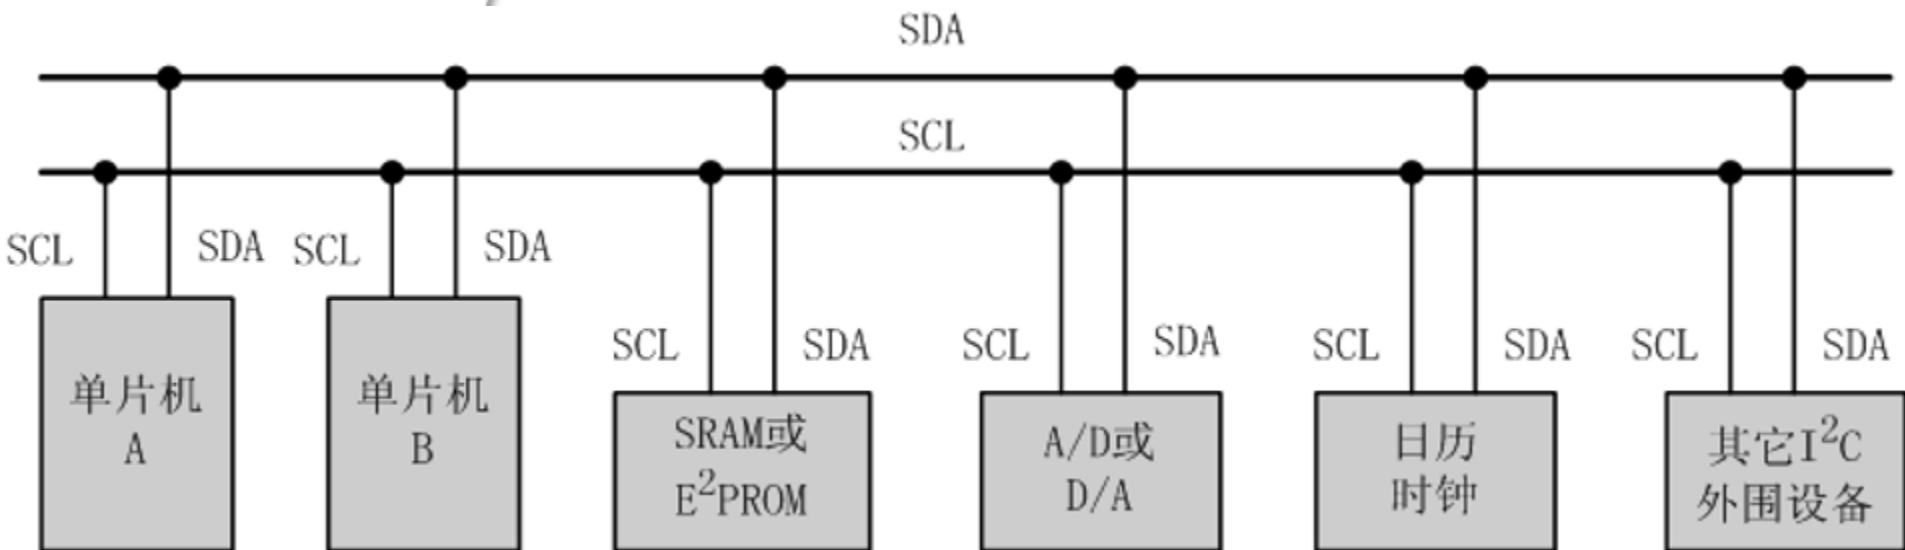 SDA
SCL
SCL
SDA
SCL
SDA
SCL
SDA
SCL
SDA
SCL
SDA
SCL
SDA
单片机
A
单片机
B
SRAM或
E²PROM
A/D或
D/A
日历
时钟
其它I²C
外围设备